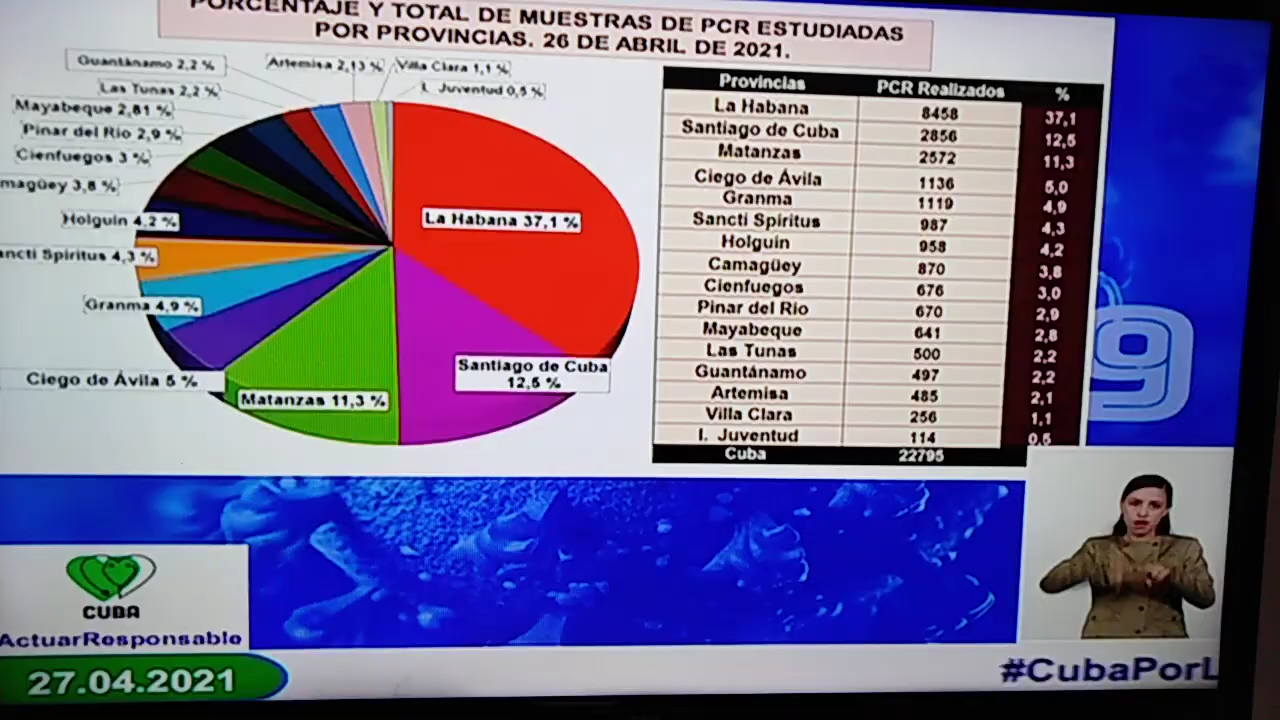 PORCENTAJE Y TOTAL DE MUESTRAS DE PCR ESTUDIADAS
POR PROVINCIAS. 26 DE ABRIL DE 2021.
Guantánamo 2,2 %
Artemisa 2,13 %
Villa Clara 1,1 %
Las Tunas 2,2 %
I. Juventud 0,5 %
Mayabeque 2,81 %
Pinar del Río 2,9 %
Cienfuegos 3 %
magüey 3,8 %
Holguín 4,2 %
ncti Spíritus 4,3 %
Granma 4,9 %
Ciego de Ávila 5 %
Matanzas 11,3 %
Santiago de Cuba
12,5 %
La Habana 37,1 %
Provincias PCR Realizados %
La Habana 8458 37,1
Santiago de Cuba 2856 12,5
Matanzas 2572 11,3
Ciego de Ávila 1136 5,0
Granma 1119 4,9
Sancti Spíritus 987 4,3
Holguín 958 4,2
Camagüey 870 3,8
Cienfuegos 676 3,0
Pinar del Río 670 2,9
Mayabeque 641 2,8
Las Tunas 500 2,2
Guantánamo 497 2,2
Artemisa 485 2,1
Villa Clara 256 1,1
I. Juventud 114 0,5
Cuba 22795
9
CUBA
ActuarResponsable
27.04.2021
#CubaPorL